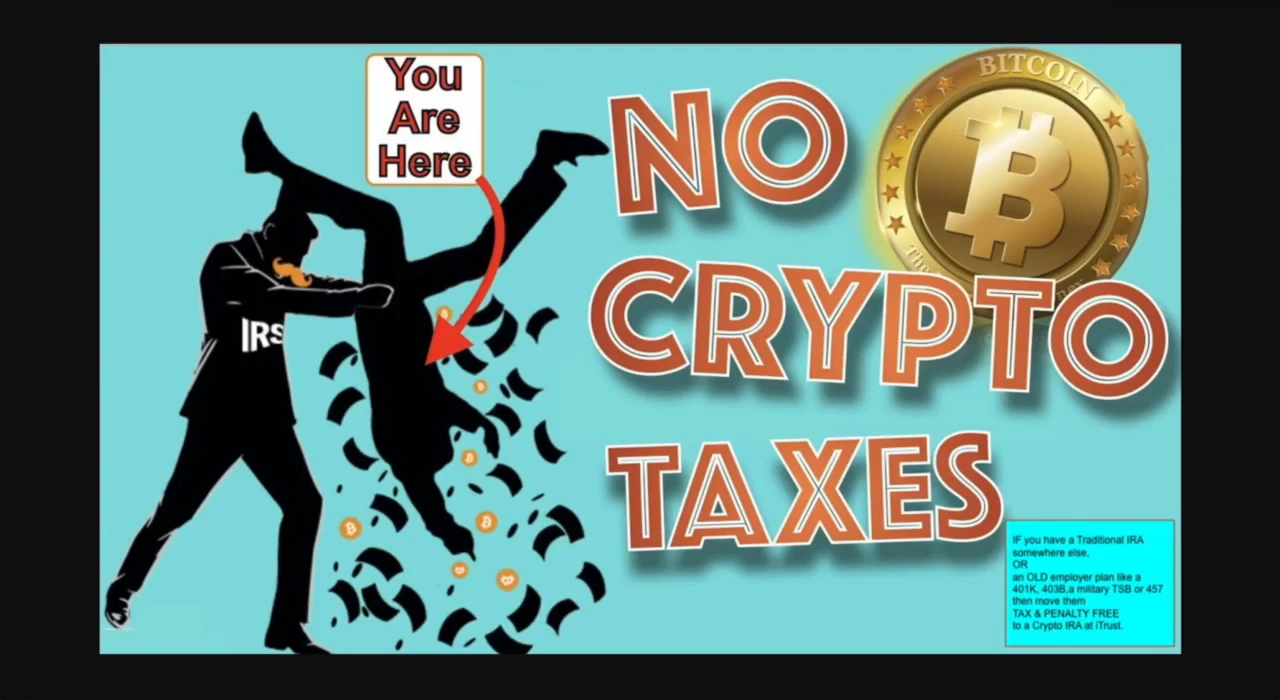 You
Are
Here
NO
BITCOIN
The
CRYPTO
IRS
TAXES
IF you have a Traditional IRA
somewhere else,
OR
an OLD employer plan like a
401K, 403B,a military TSB or 457
then move them
TAX & PENALTY FREE
to a Crypto IRA at iTrust.